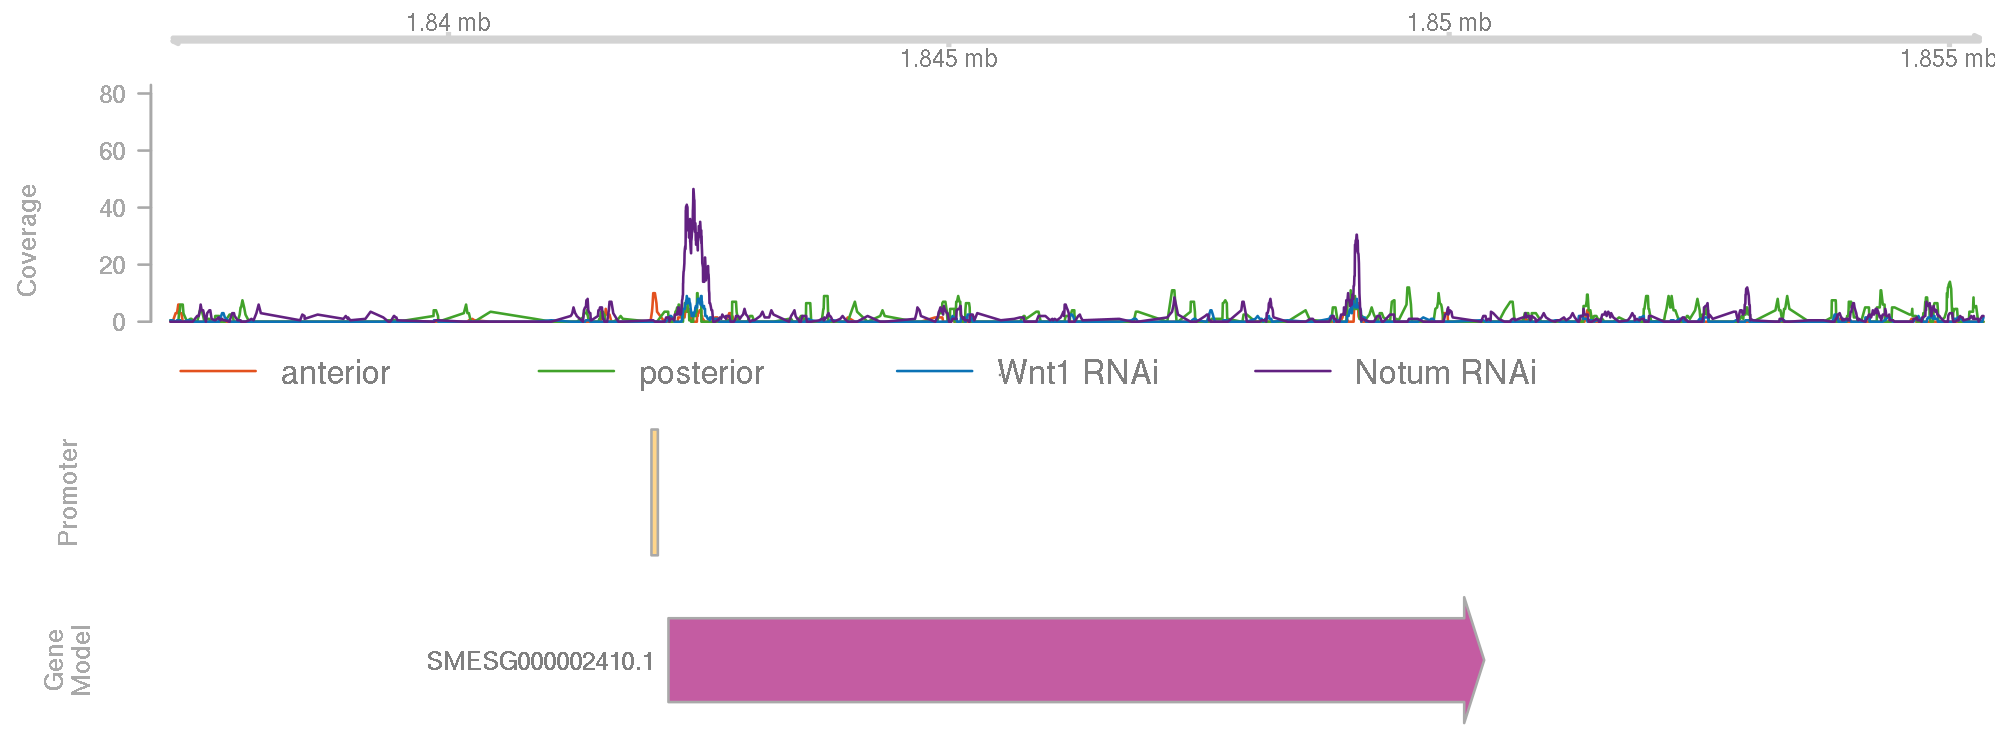 1.84 mb
1.85 mb
1.845 mb
1.855 mb
80
60
40
20
0
Coverage
anterior
posterior
Wnt1 RNAi
Notum RNAi
Promoter
SMESG000002410.1
Gene
Model